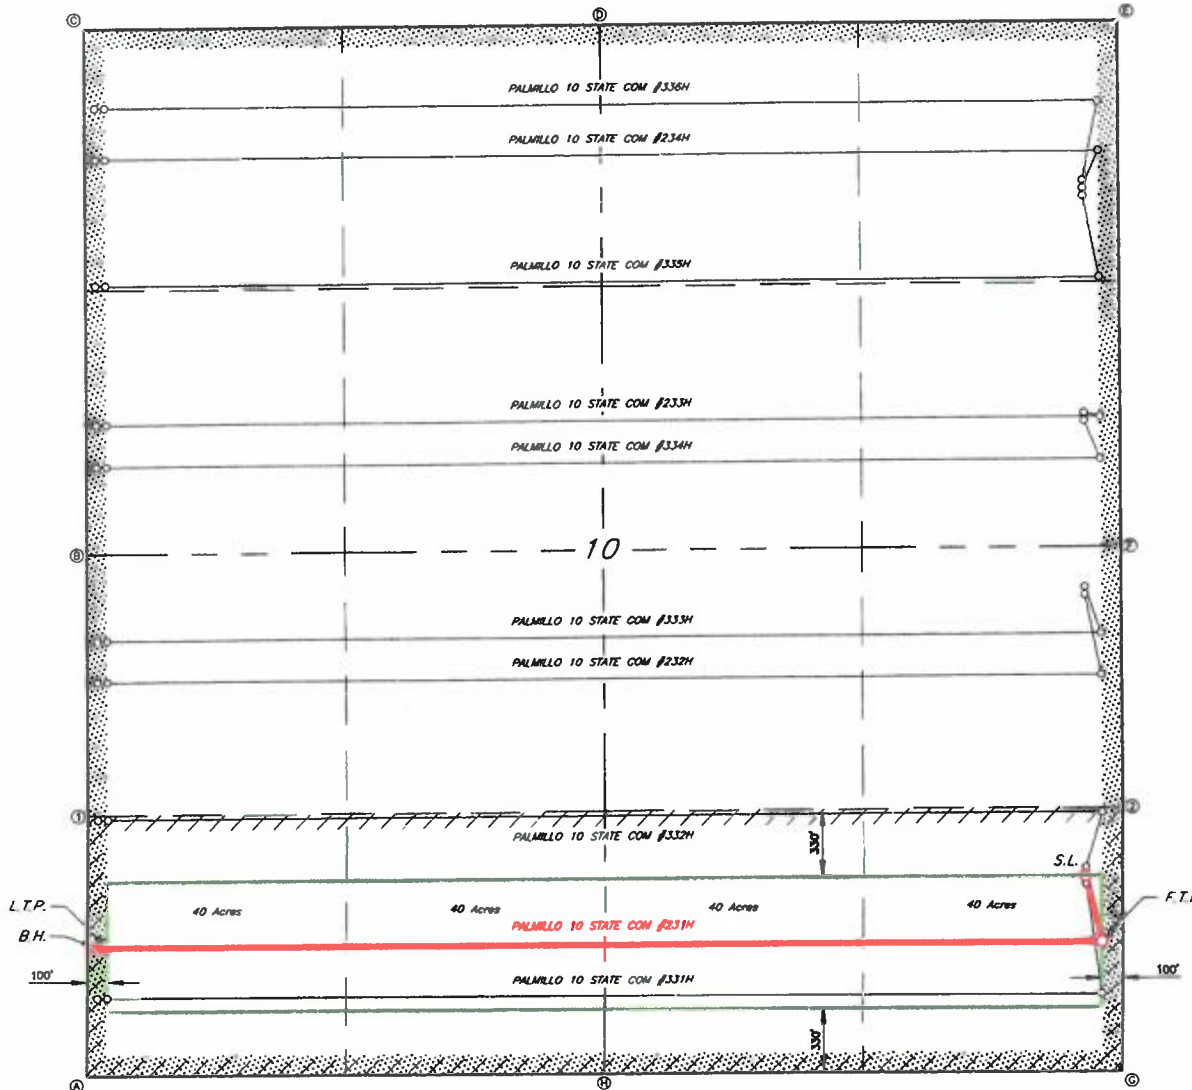 C D E
PALMILLO 10 STATE COM #336H
PALMILLO 10 STATE COM #234H
PALMILLO 10 STATE COM #335H
PALMILLO 10 STATE COM #233H
PALMILLO 10 STATE COM #334H
B 10 F
PALMILLO 10 STATE COM #333H
PALMILLO 10 STATE COM #232H
1 2
PALMILLO 10 STATE COM #332H
330'
S.L.
L.T.P. 40 Acres 40 Acres 40 Acres 40 Acres F.T.
PALMILLO 10 STATE COM #231H
B.H.
100' PALMILLO 10 STATE COM #331H 100'
330'
A H G